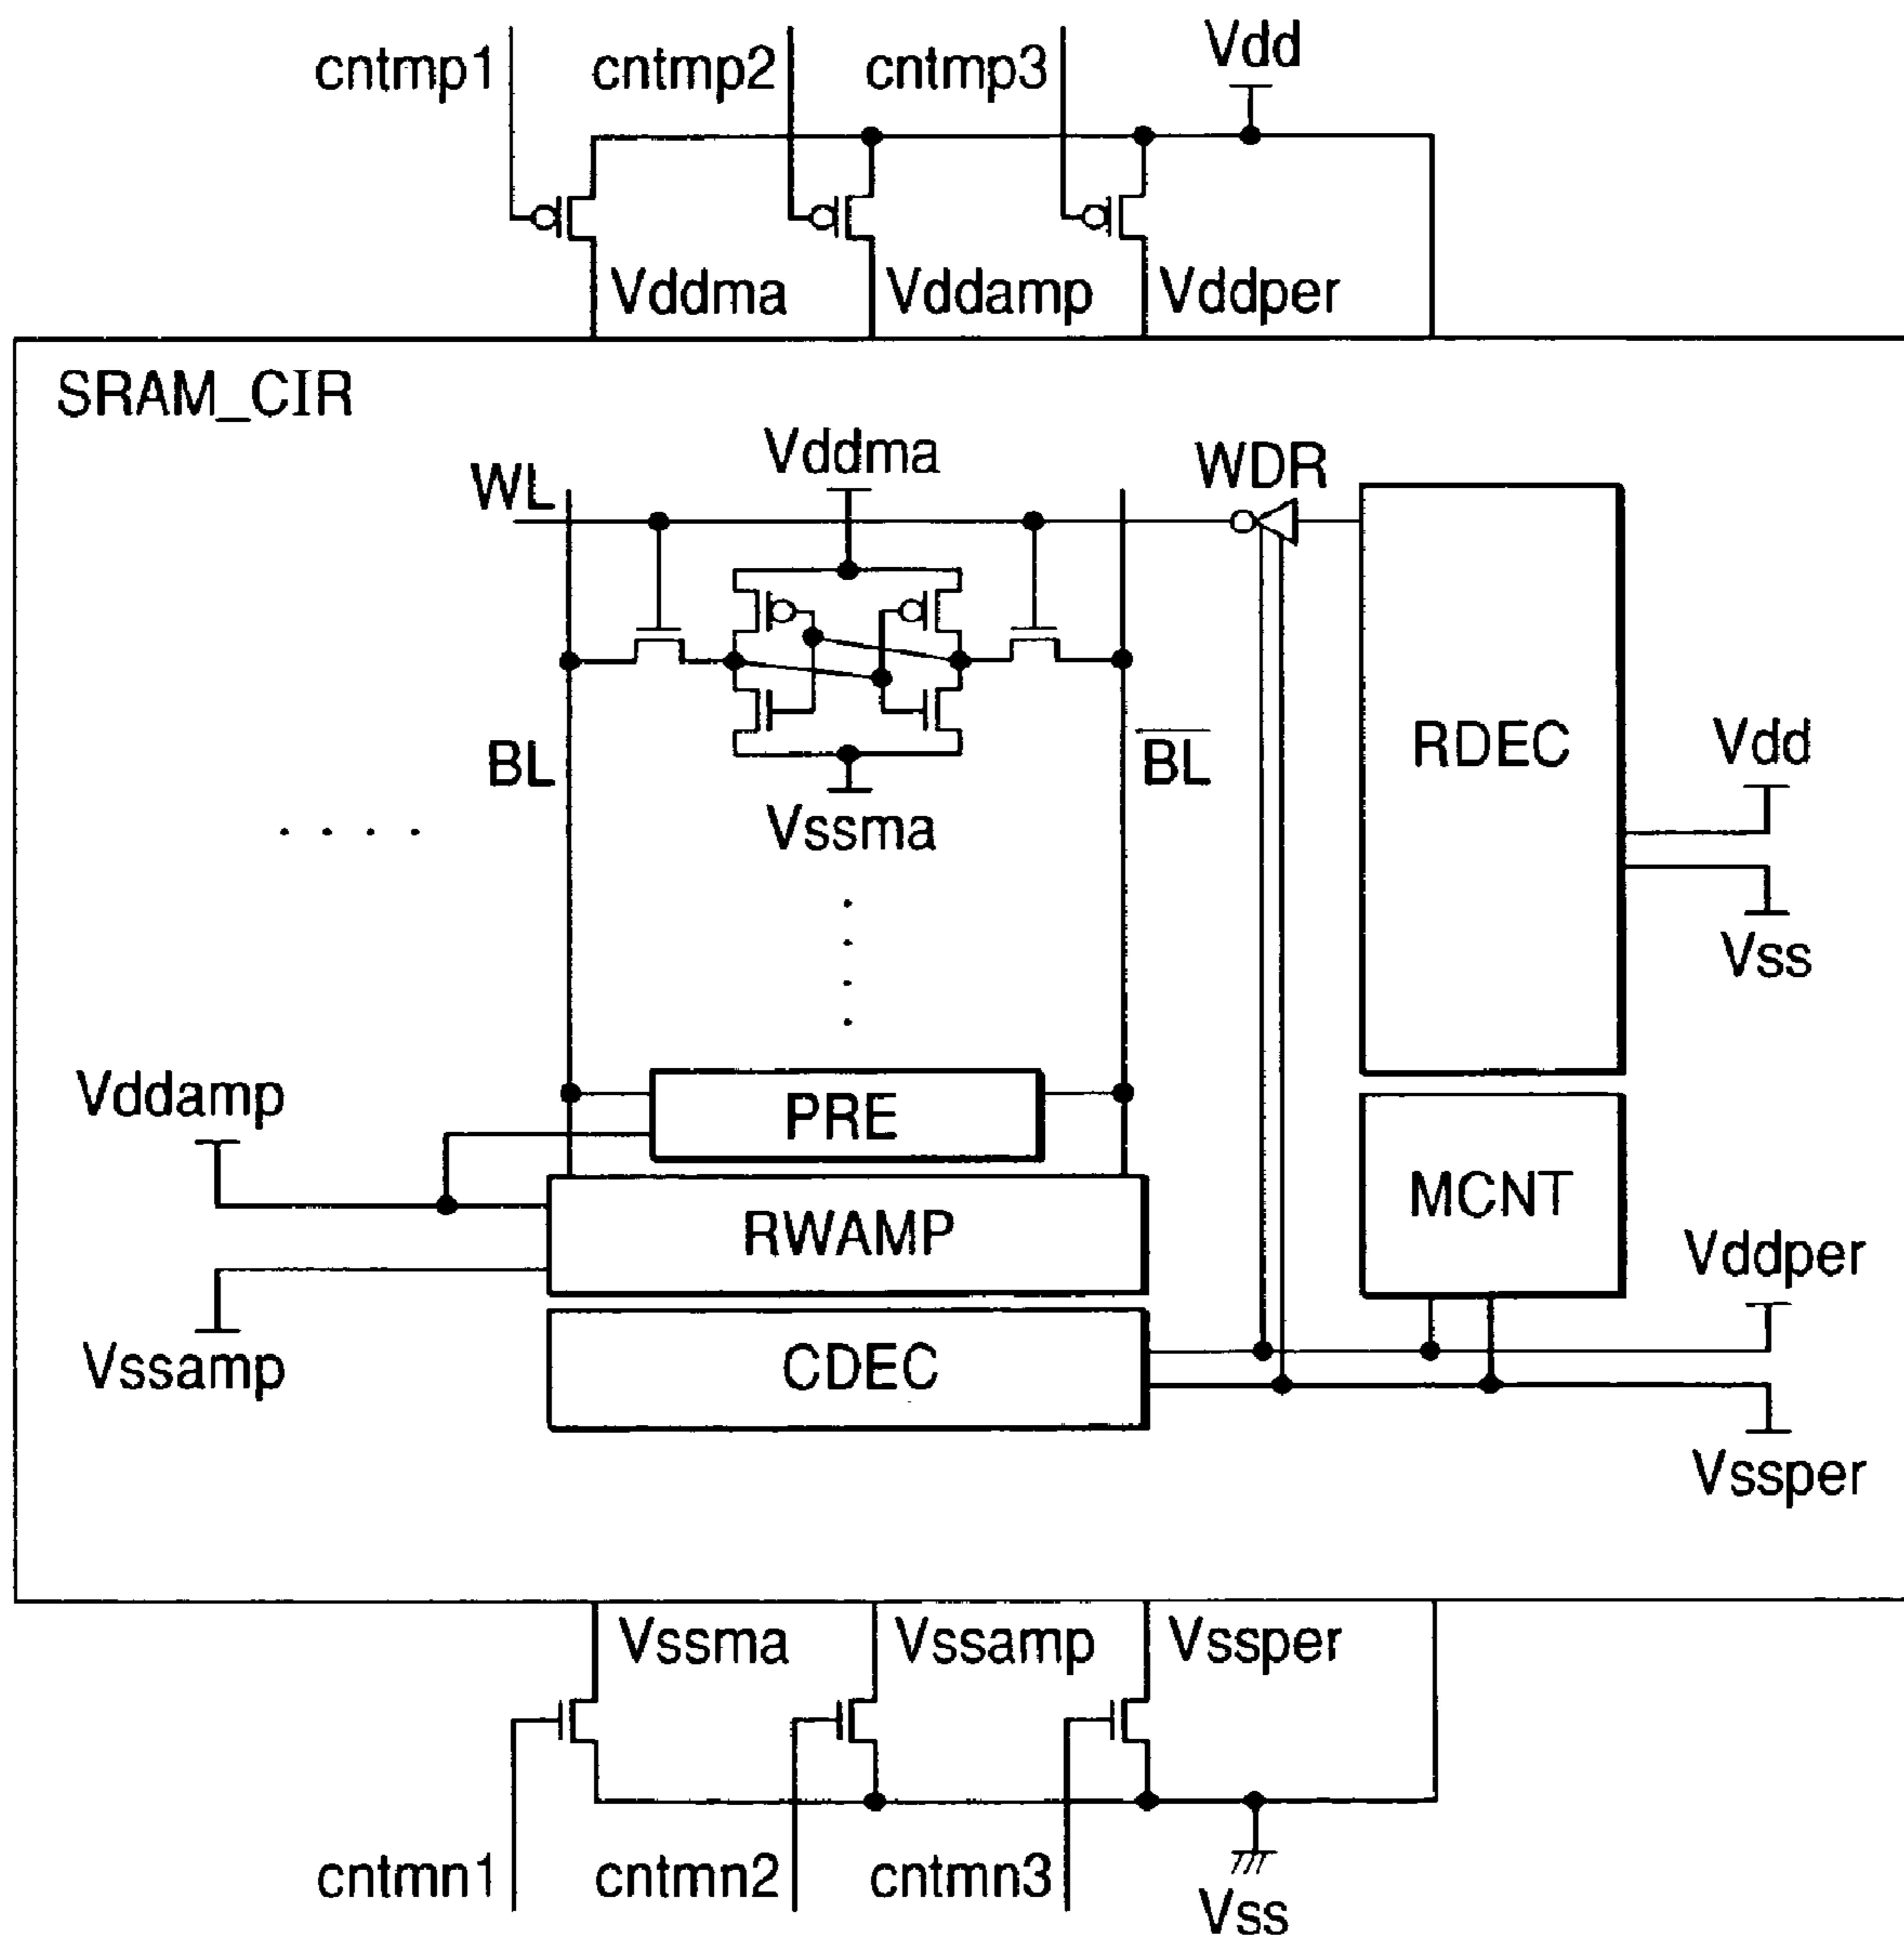 cntmp1 cntmp2 cntmp3 Vdd
Vddma Vddamp Vddper
SRAM_CIR
WL Vddma WDR
BL BL RDEC Vdd
Vssma
Vss
Vddamp PRE
MCNT
RWAMP Vddper
Vssamp CDEC
Vssper
Vssma Vssamp Vssper
cntmn1 cntmn2 cntmn3 Vss